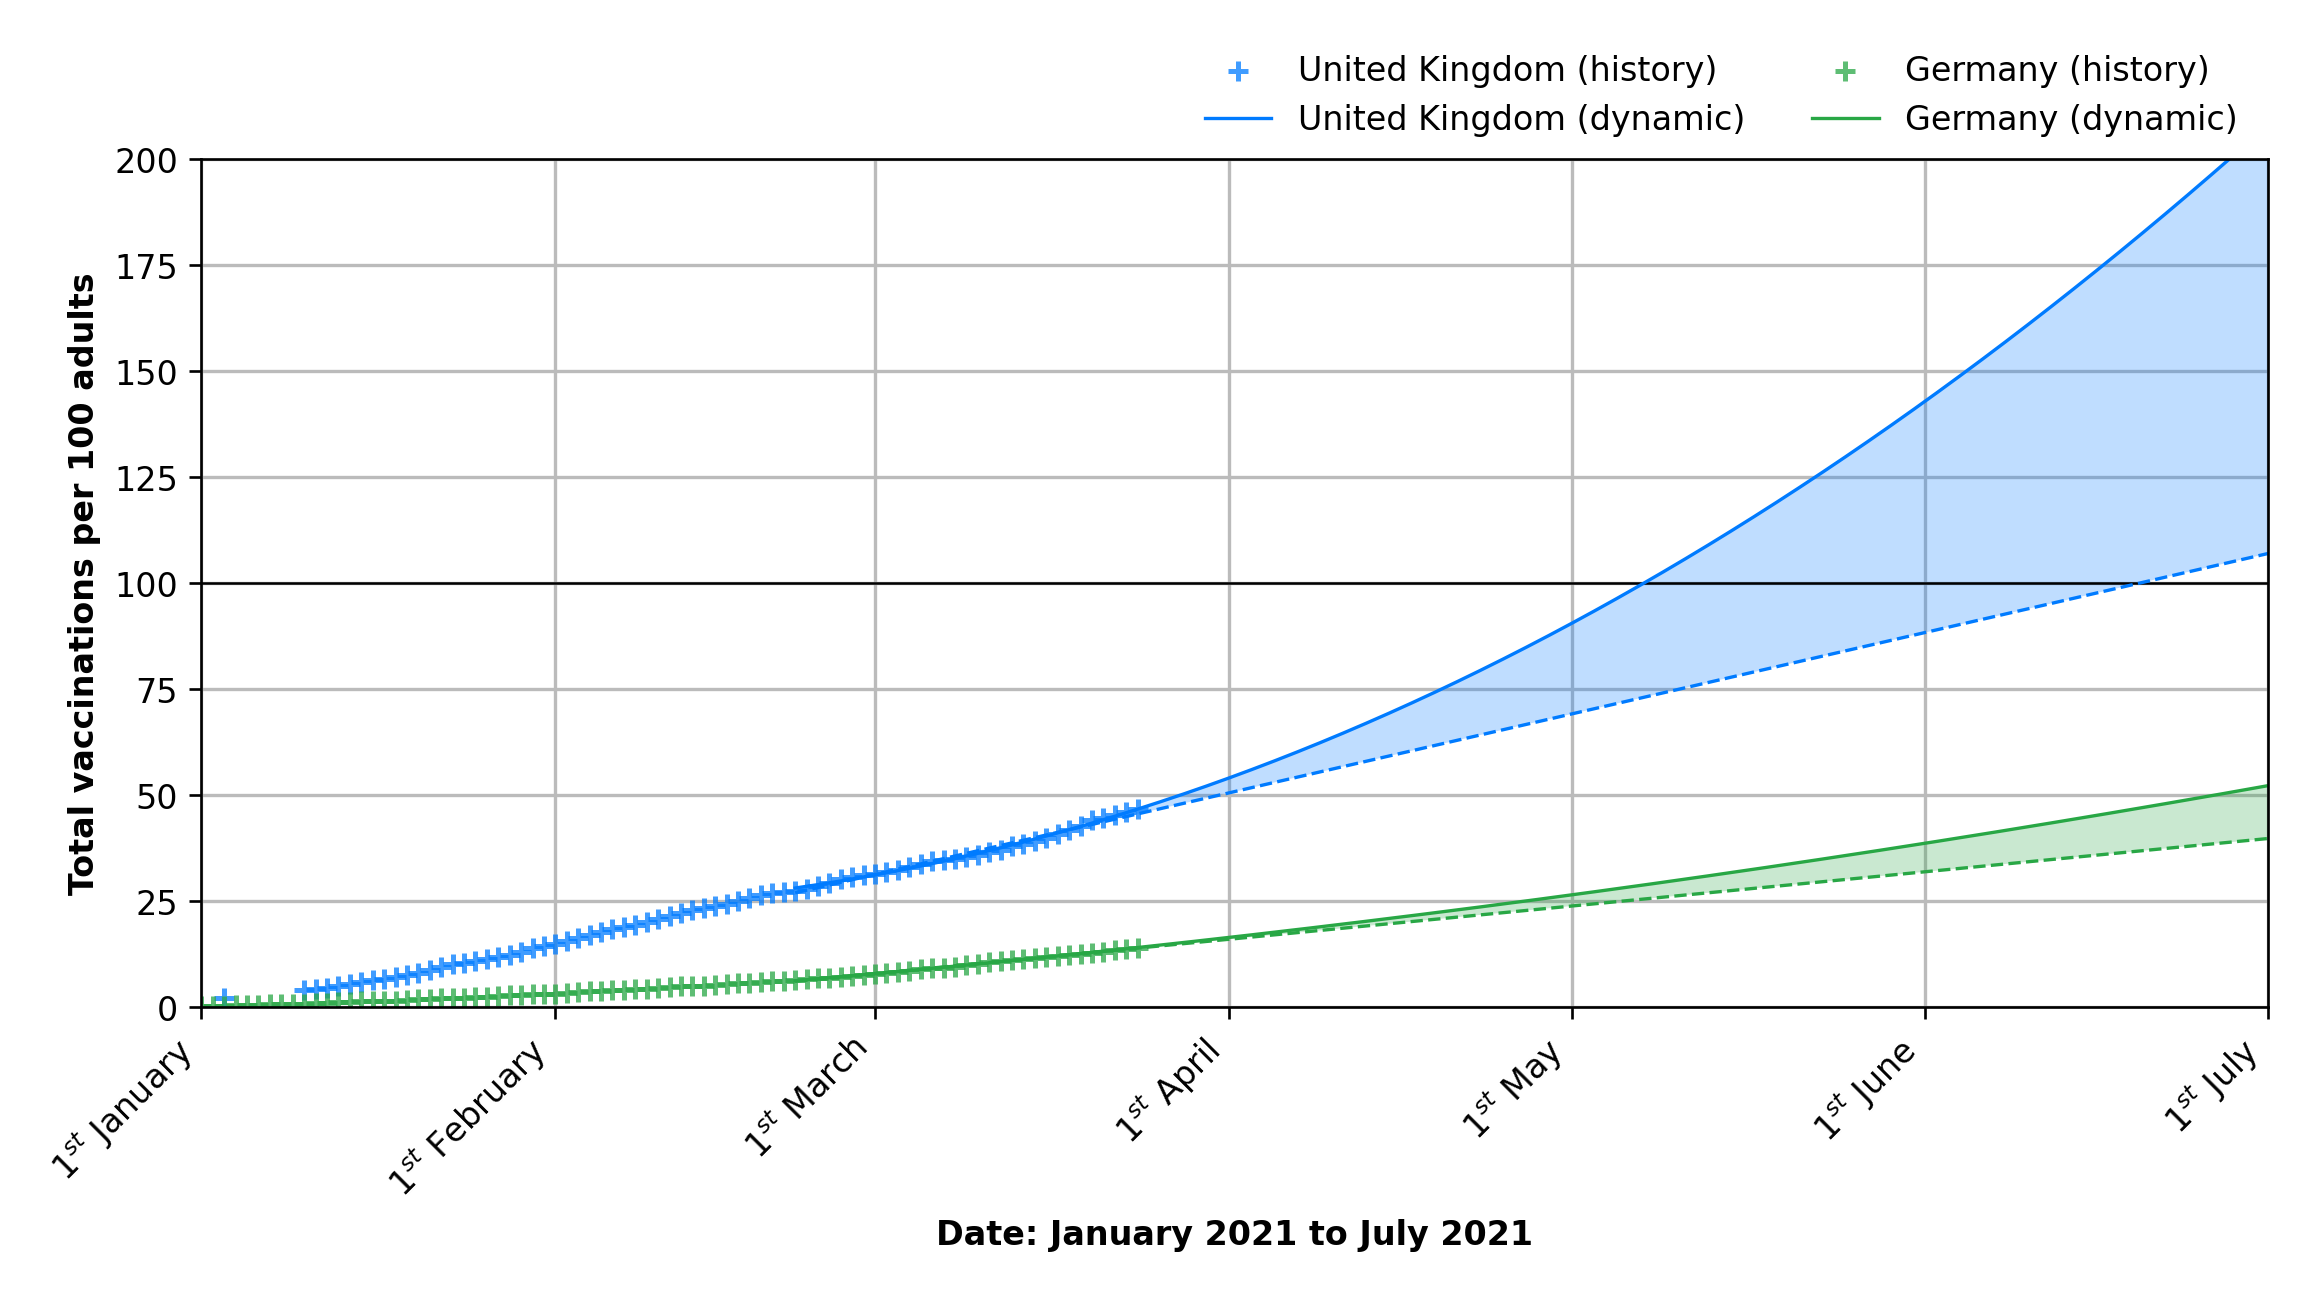 United Kingdom (history)
United Kingdom (dynamic)
Germany (history)
Germany (dynamic)
Total vaccinations per 100 adults
200
175
150
125
100
75
50
25
0
1st January
1st February
1st March
1st April
1st May
1st June
1st July
Date: January 2021 to July 2021